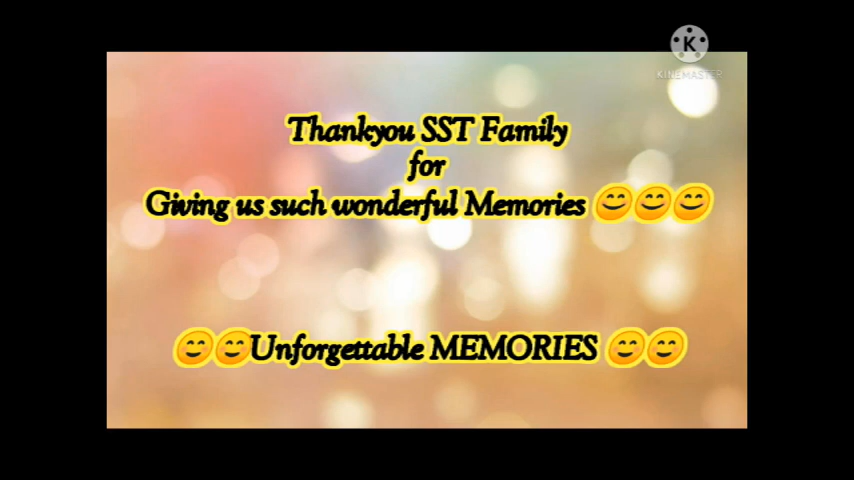 K
KINEMASTER
Thankyou SST Family
for
Giving us such wonderful Memories 😊😊😊
😊😊Unforgettable MEMORIES 😊😊